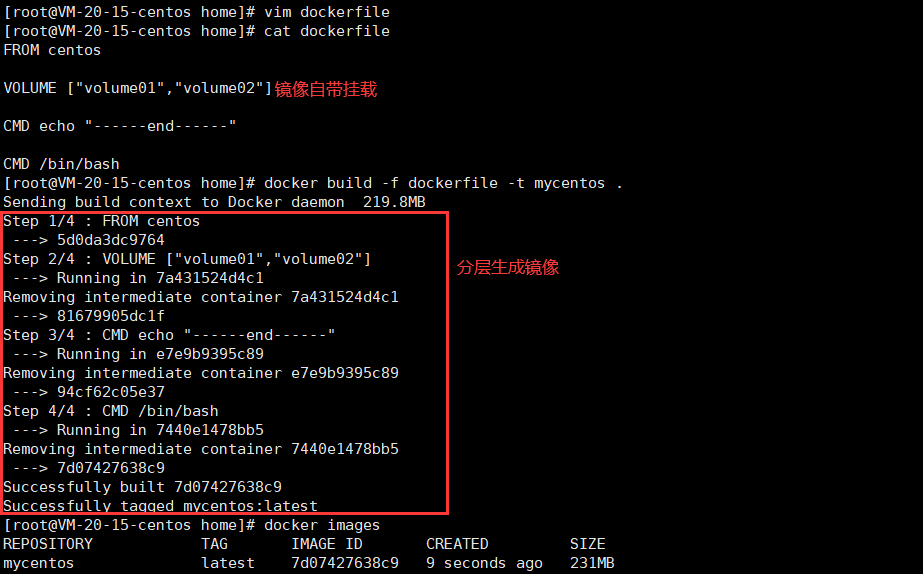 [root@VM-20-15-centos home]# vim dockerfile
[root@VM-20-15-centos home]# cat dockerfile
FROM centos
VOLUME ["volume01","volume02"] 镜像自带挂载
CMD echo "------end------"
CMD /bin/bash
[root@VM-20-15-centos home]# docker build -f dockerfile -t mycentos .
Sending build context to Docker daemon  219.8MB
Step 1/4 : FROM centos
 ---> 5d0da3dc9764
Step 2/4 : VOLUME ["volume01","volume02"]
 ---> Running in 7a431524d4c1
分层生成镜像
Removing intermediate container 7a431524d4c1
 ---> 81679905dc1f
Step 3/4 : CMD echo "------end------"
 ---> Running in e7e9b9395c89
Removing intermediate container e7e9b9395c89
 ---> 94cf62c05e37
Step 4/4 : CMD /bin/bash
 ---> Running in 7440e1478bb5
Removing intermediate container 7440e1478bb5
 ---> 7d07427638c9
Successfully built 7d07427638c9
Successfully tagged mycentos:latest
[root@VM-20-15-centos home]# docker images
REPOSITORY            TAG       IMAGE ID       CREATED         SIZE
mycentos              latest    7d07427638c9   9 seconds ago   231MB